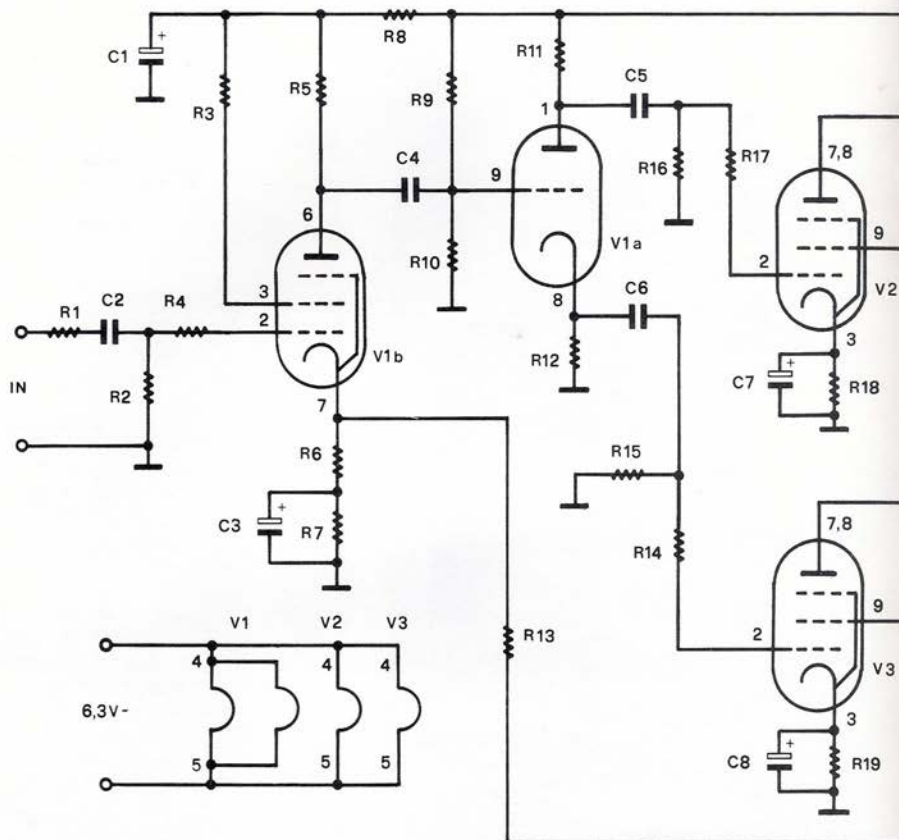 R8
C1
+
R3
R5
R9
R11
C5
1
R16
R17
7,8
C4
9
9
6
V1a
2
V2
R10
3
8
C6
R1
C2
R4
2
V1b
R12
3
IN
R2
7
C7
+
R18
R6
R15
C3
+
R7
7,8
R14
V1
V2
V3
R13
9
4
4
4
2
V3
6,3V~
3
5
5
5
C8
+
R19